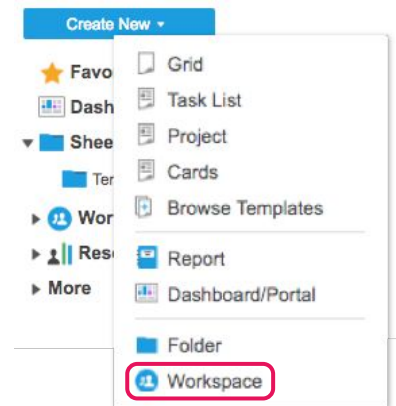 Create New
Favo
Grid
Dash
Task List
Shee
Project
Ter
Cards
Wor
Browse Templates
Res
Report
More
Dashboard/Portal
Folder
Workspace